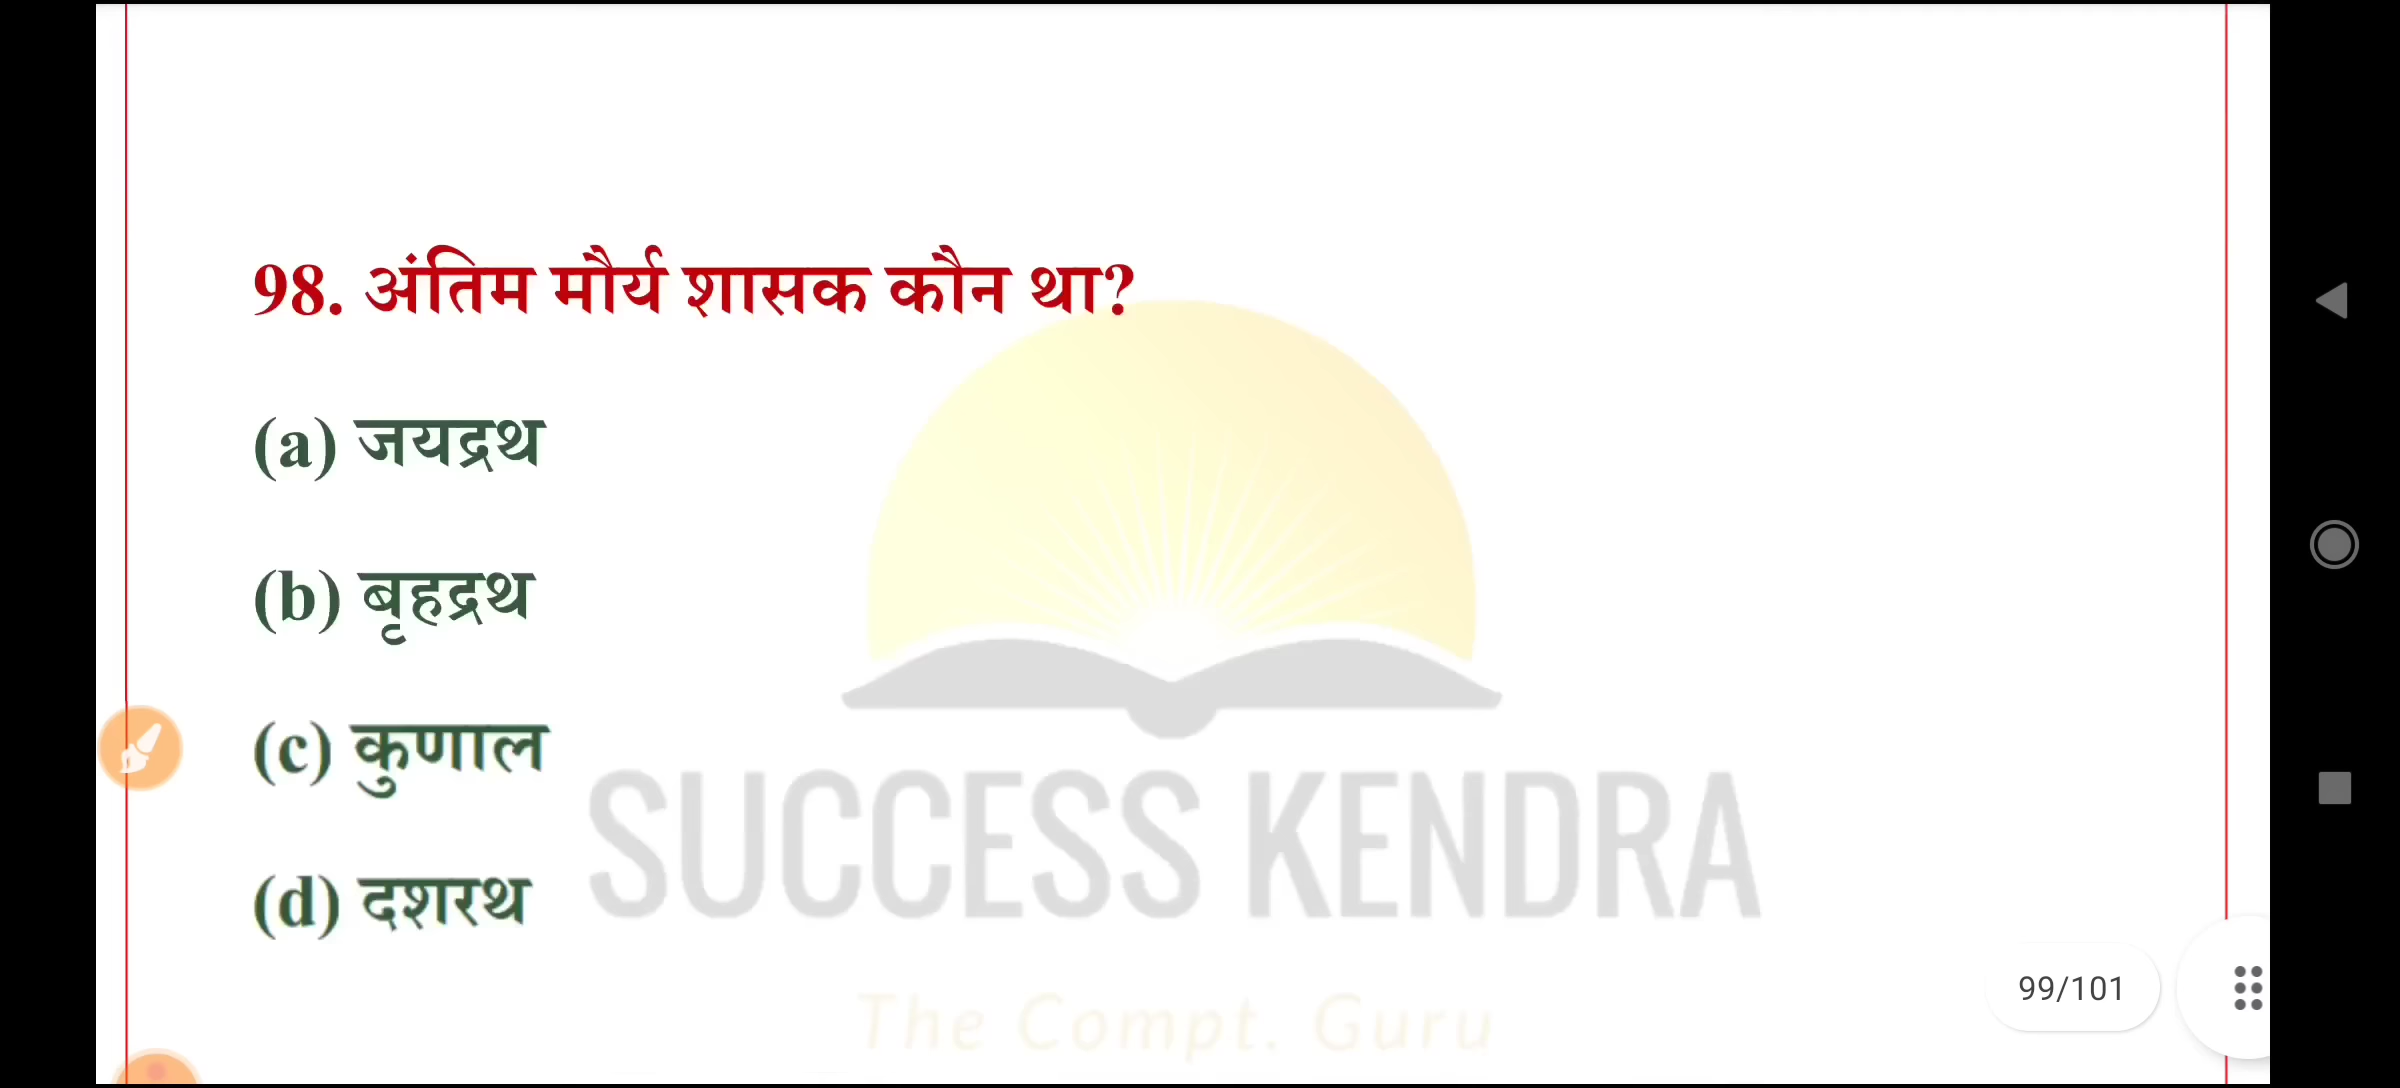 98. अंतिम मौर्य शासक कौन था?
(a) जयद्रथ
(b) बृहद्रथ
(c) कुणाल
(d) दशरथ
SUCCESS KENDRA
The Compt. Guru
99/101